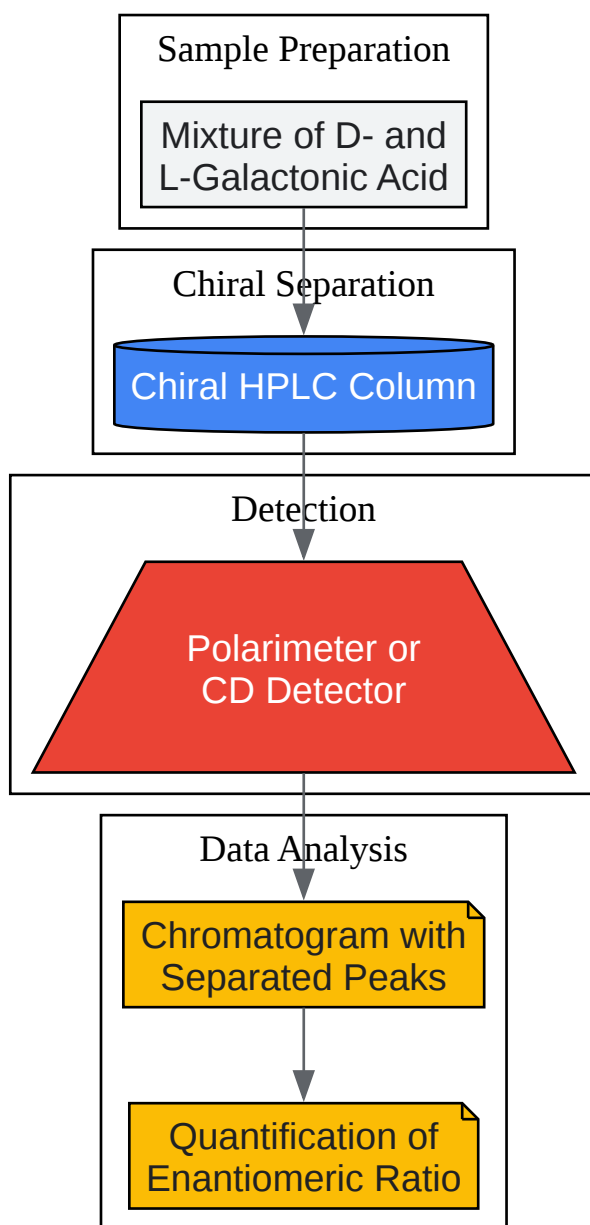 Sample Preparation
Mixture of D- and
L-Galactonic Acid
Chiral Separation
Chiral HPLC Column
Detection
Polarimeter or
CD Detector
Data Analysis
Chromatogram with
Separated Peaks
Quantification of
Enantiomeric Ratio